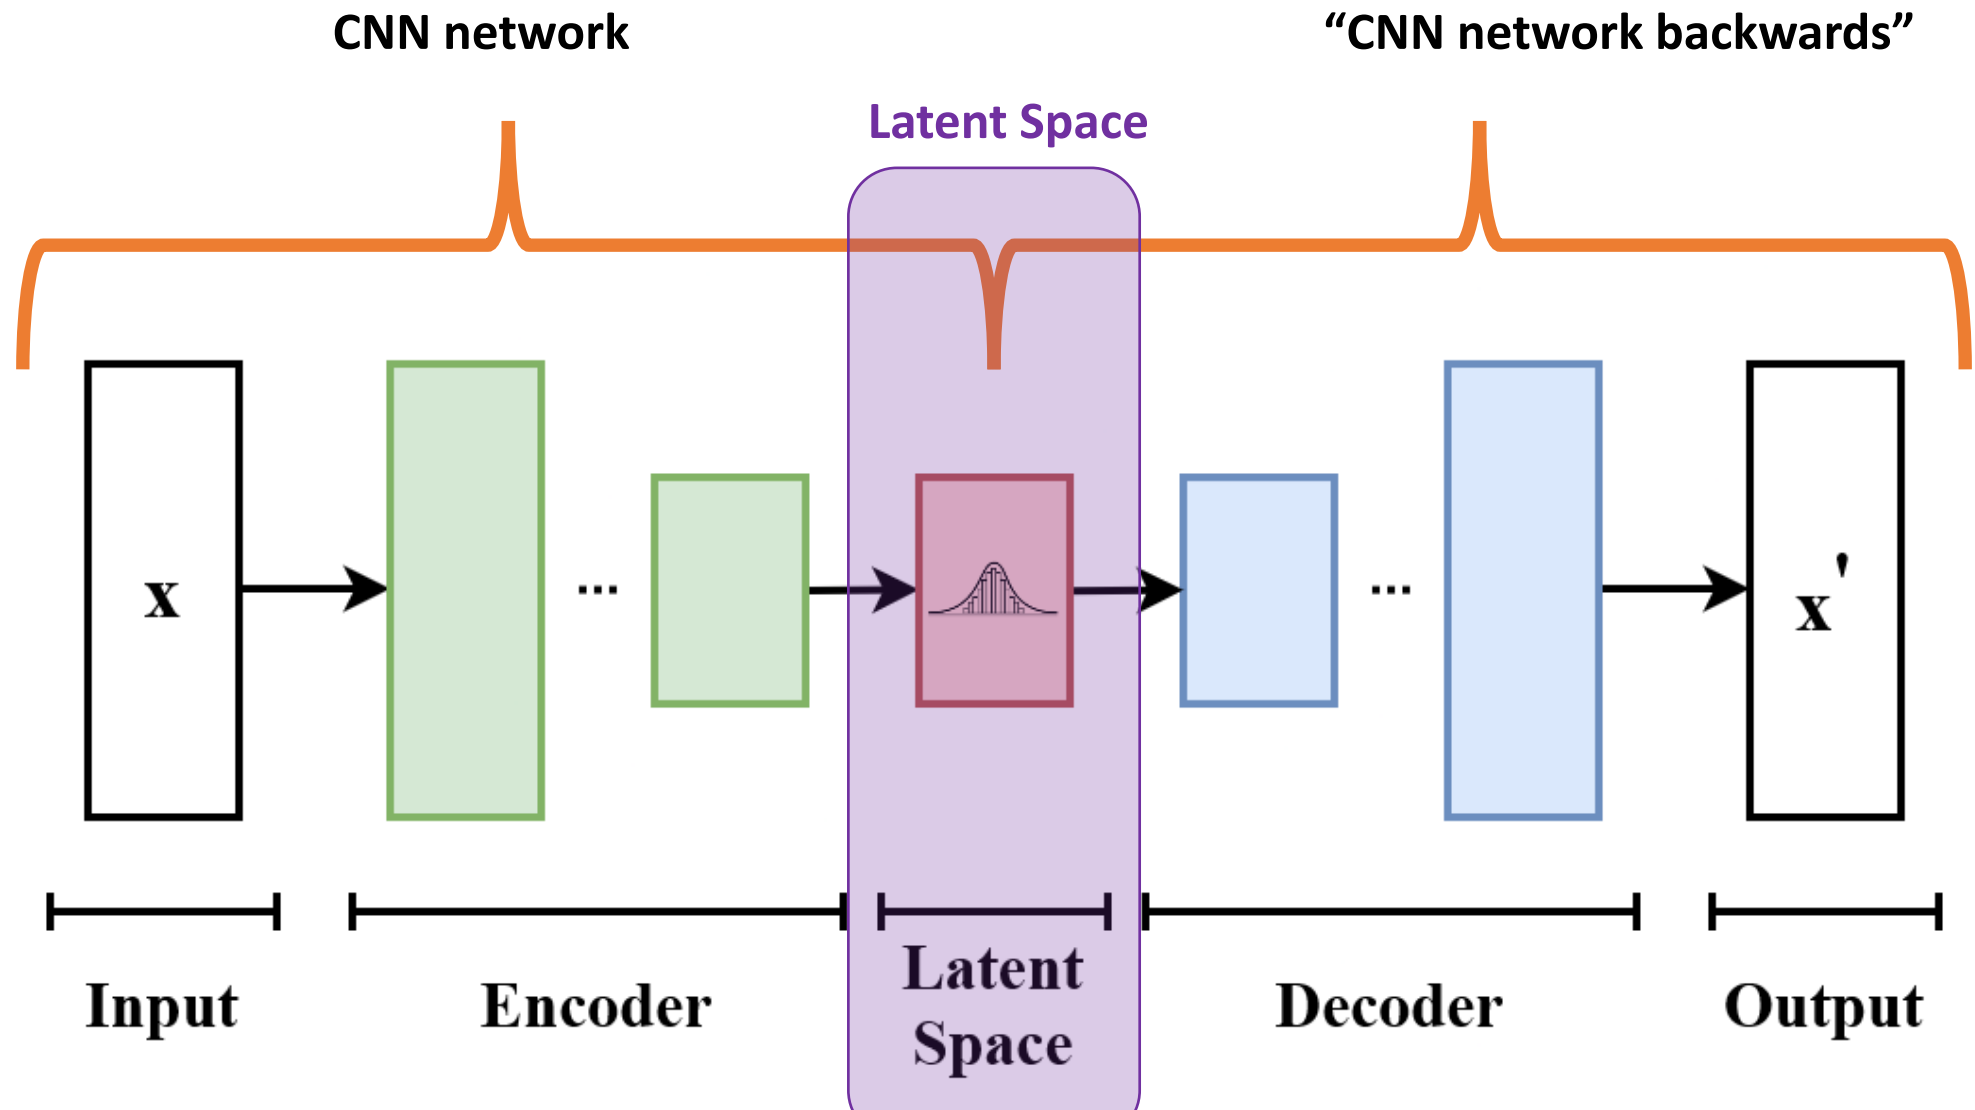 CNN network
“CNN network backwards”
Latent Space
x
...
...
x'
Input
Encoder
Latent
Space
Decoder
Output